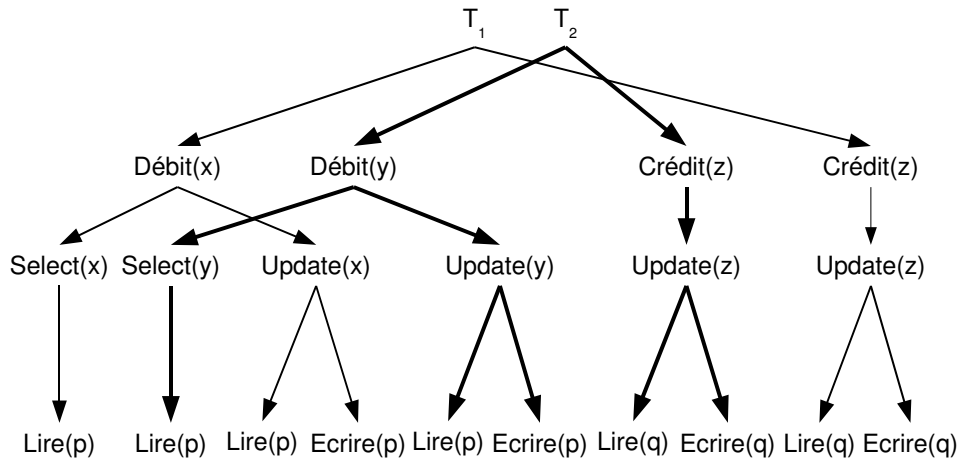 T1 T2
Débit(x) Débit(y) Crédit(z) Crédit(z)
Select(x) Select(y) Update(x) Update(y) Update(z) Update(z)
Lire(p) Lire(p) Lire(p) Ecrire(p) Lire(p) Ecrire(p) Lire(q) Ecrire(q) Lire(q) Ecrire(q)